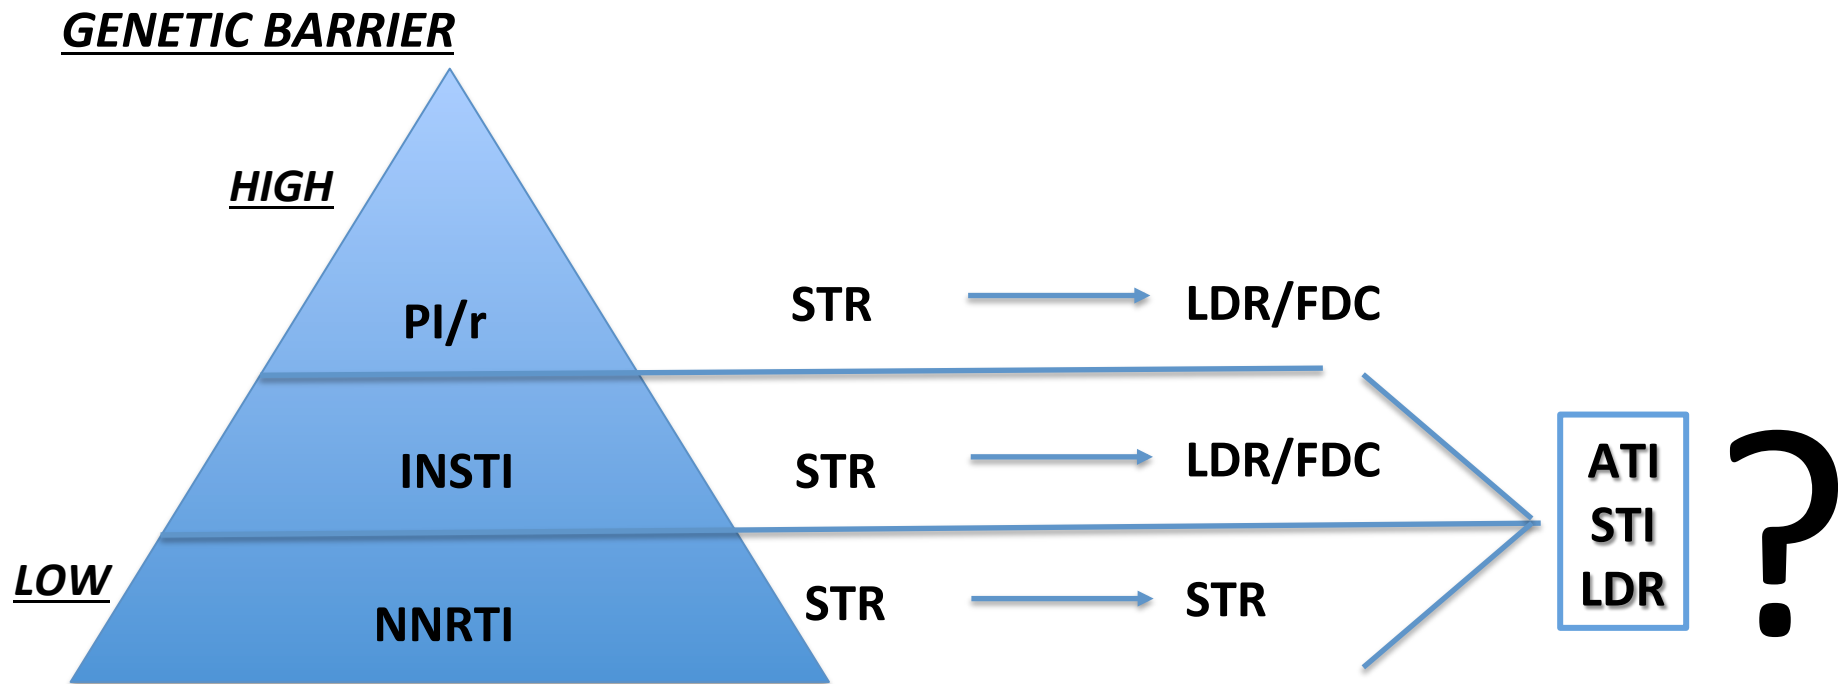 GENETIC BARRIER
HIGH
PI/r
STR
LDR/FDC
INSTI
STR
LDR/FDC
LOW
NNRTI
STR
STR
ATI
STI
LDR
?